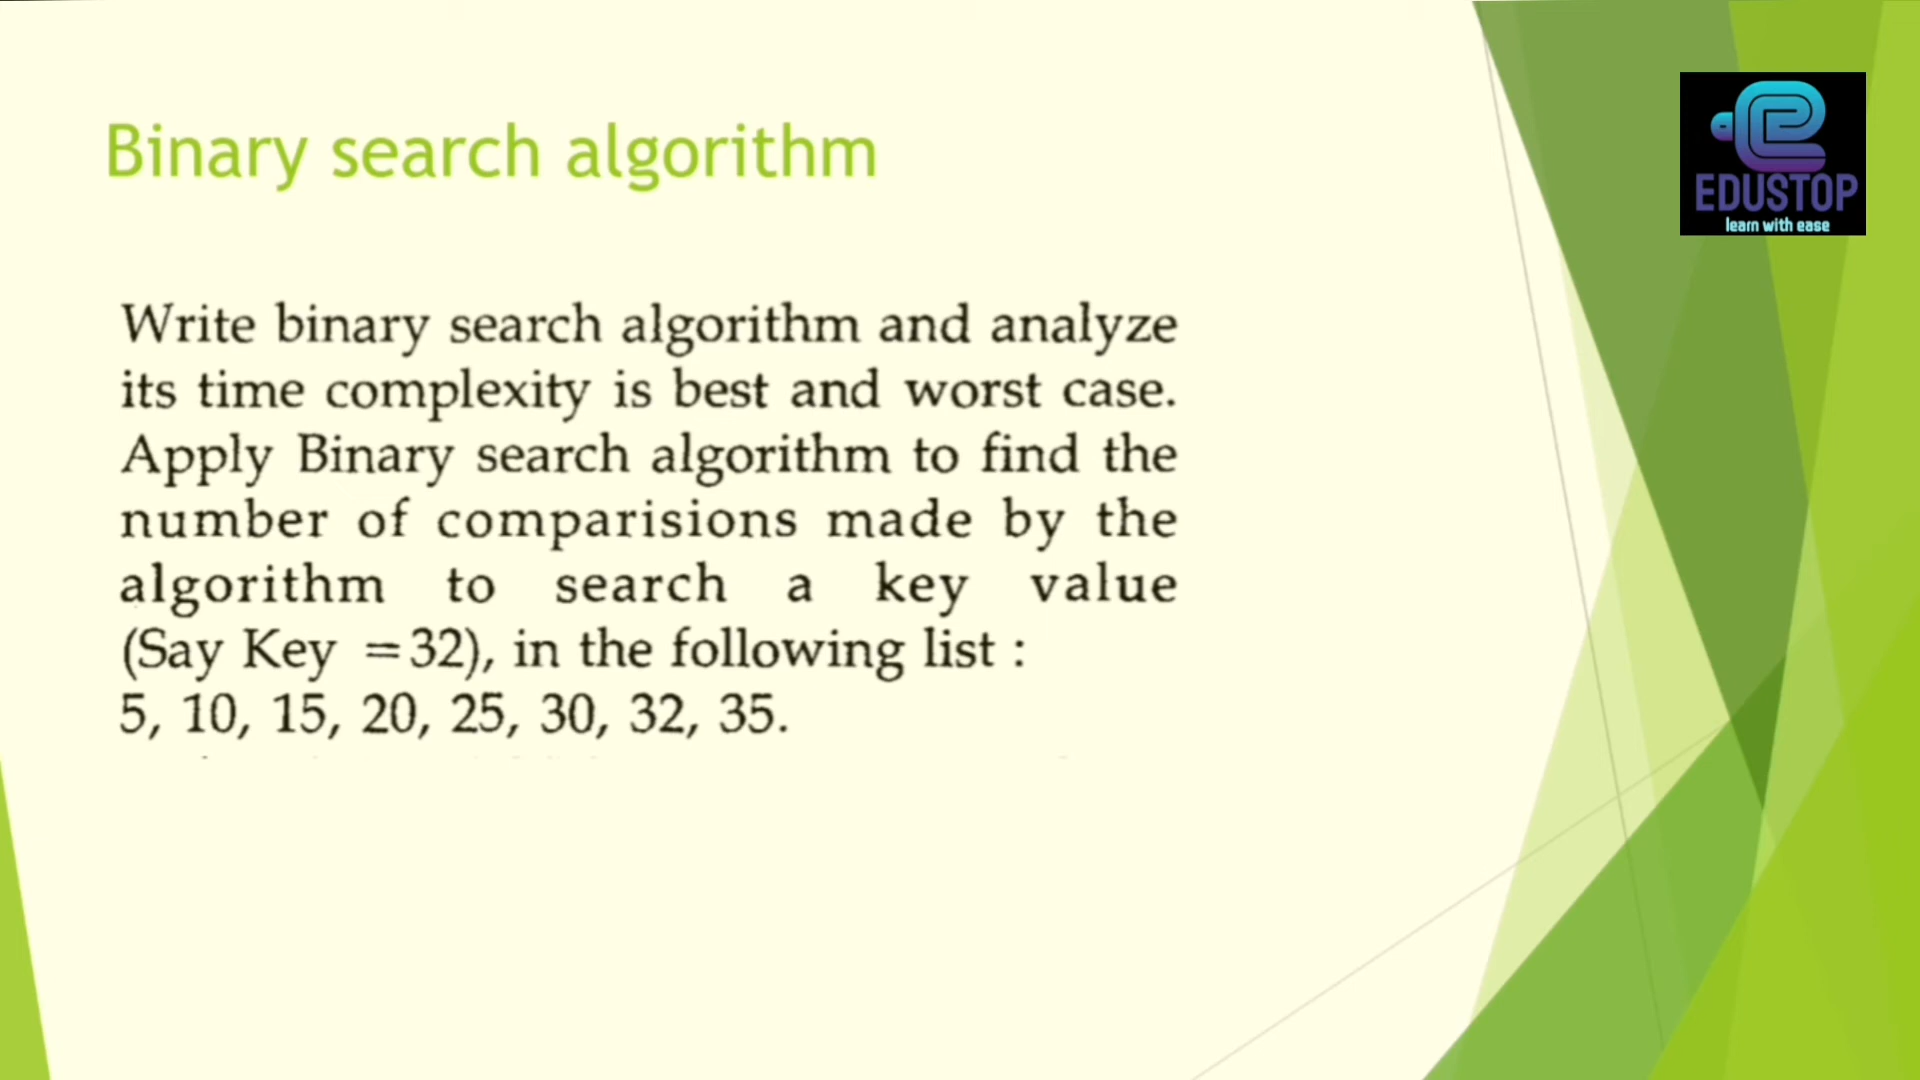 Binary search algorithm
EDUSTOP
learn with ease
Write binary search algorithm and analyze
its time complexity is best and worst case.
Apply Binary search algorithm to find the
number of comparisions made by the
algorithm to search a key value
(Say Key =32), in the following list :
5, 10, 15, 20, 25, 30, 32, 35.